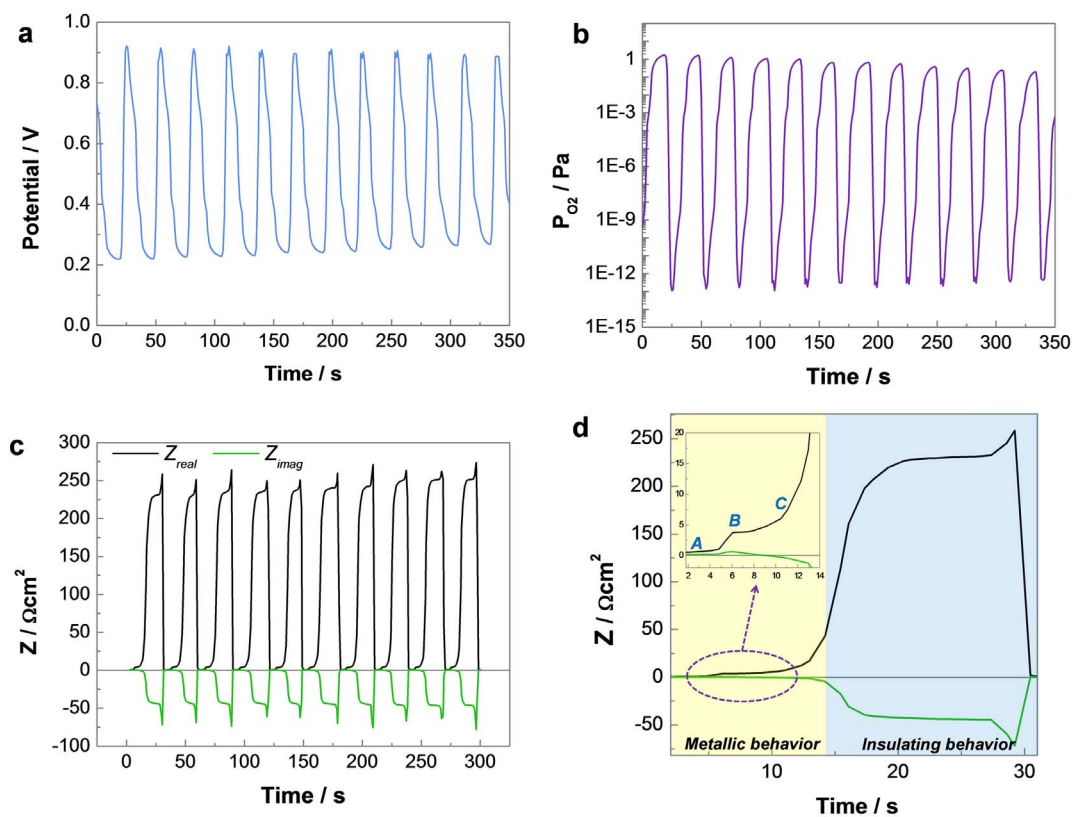 a
Potential / V
1.0
0.8
0.6
0.4
0.2
0.0
0 50 100 150 200 250 300 350
Time / s
b
P_O2 / Pa
1
1E-3
1E-6
1E-9
1E-12
1E-15
0 50 100 150 200 250 300 350
Time / s
c
Z / Ωcm²
300
250
200
150
100
50
0
-50
-100
Z_real Z_imag
0 50 100 150 200 250 300
Time / s
d
Z / Ωcm²
250
200
150
100
50
0
-50
20
15
10
5
0
A
B
C
2 4 6 8 10 12 14
Metallic behavior Insulating behavior
10 20 30
Time / s